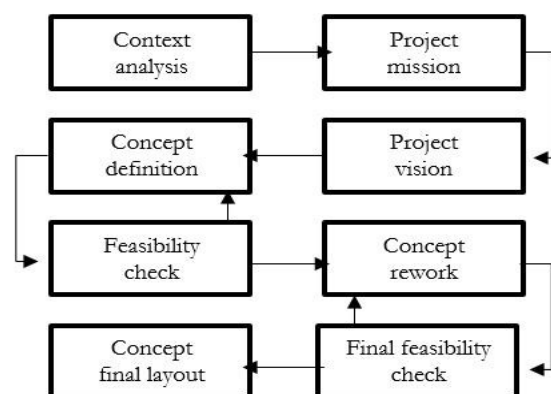 Context
analysis
Project
mission
Concept
definition
Project
vision
Feasibility
check
Concept
rework
Concept
final layout
Final feasibility
check